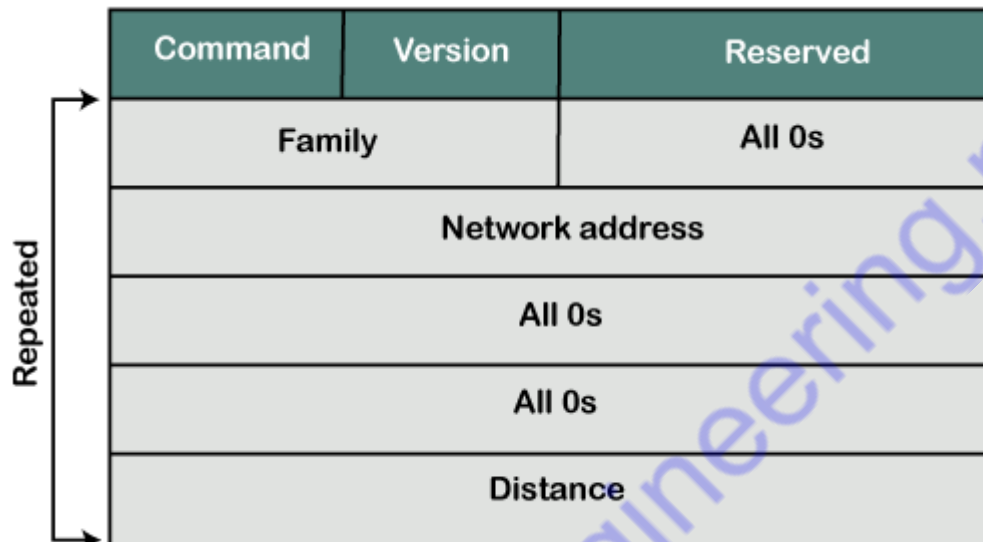 Command Version Reserved
Family All 0s
Network address
All 0s
All 0s
Distance
Repeated